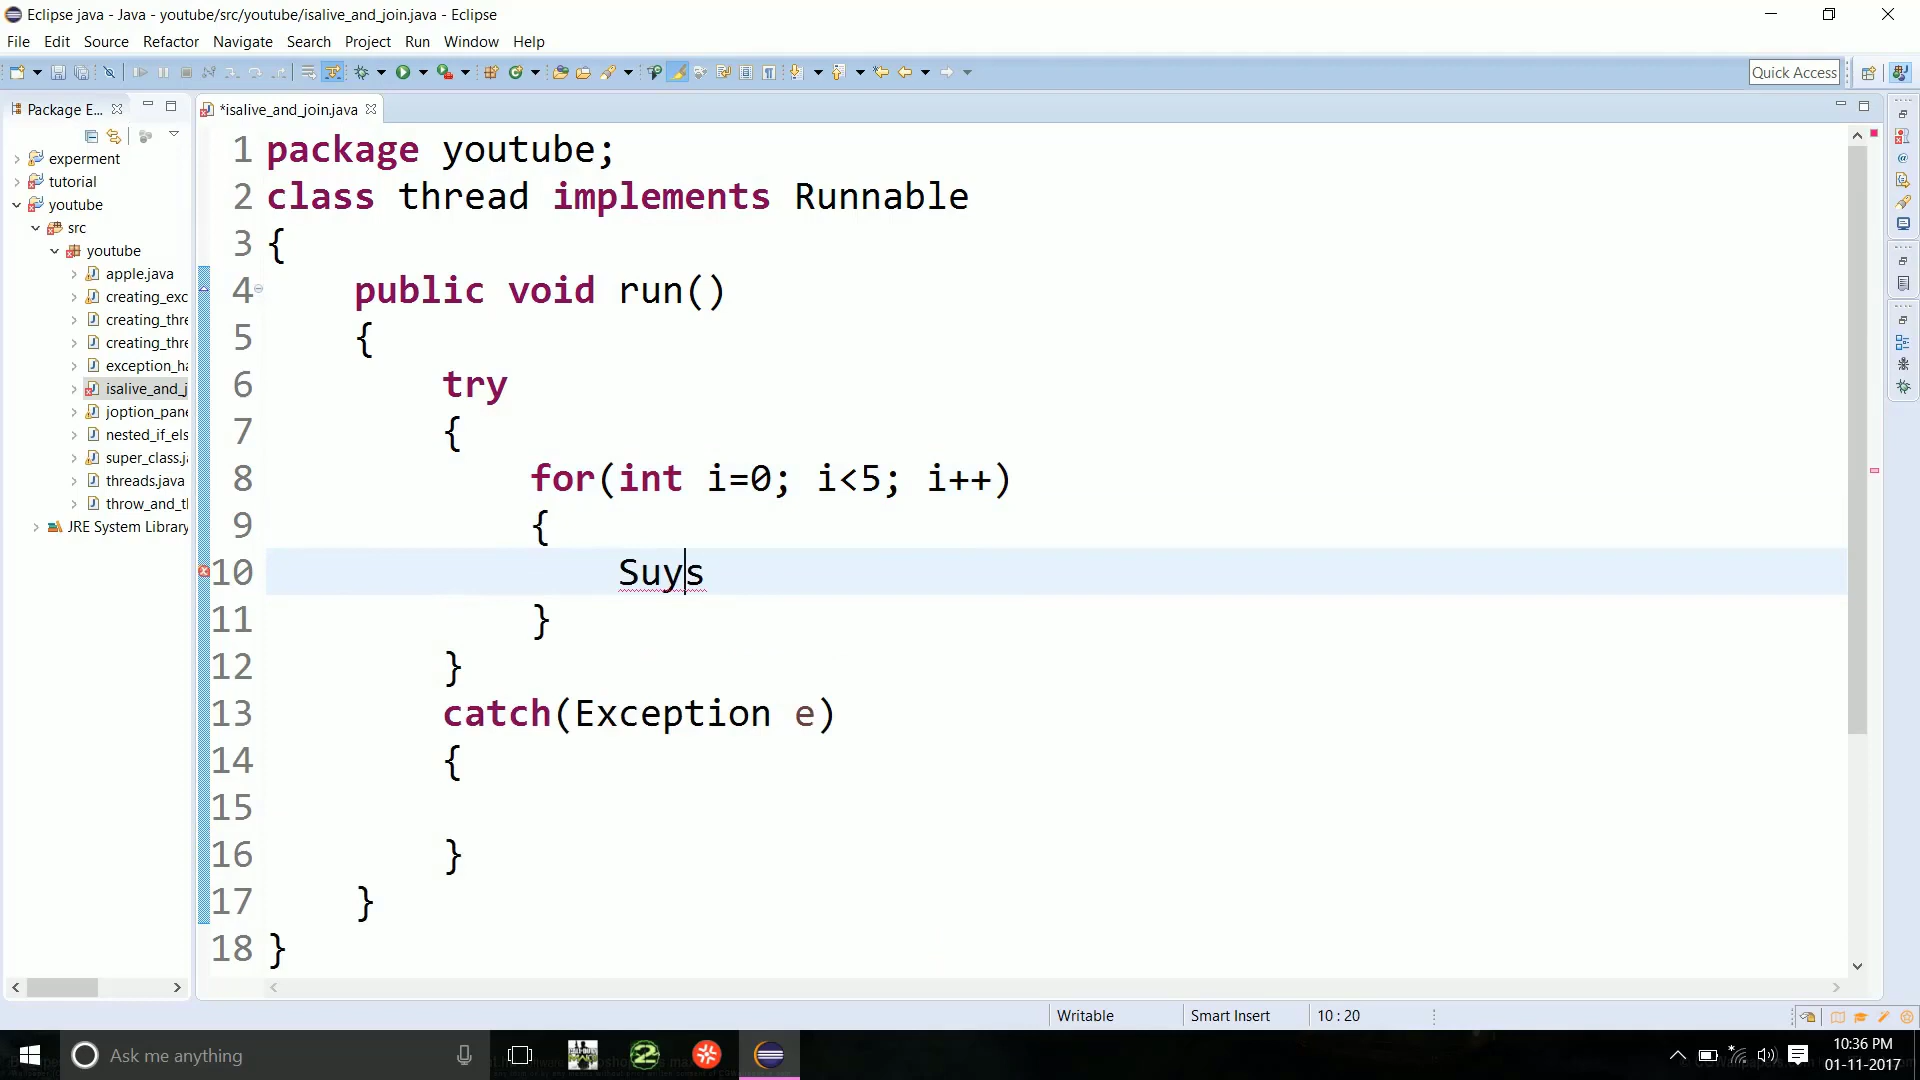 Eclipse java - Java - youtube/src/youtube/isalive_and_join.java - Eclipse
File Edit Source Refactor Navigate Search Project Run Window Help
Quick Access
Package E...
*isalive_and_join.java
experment
tutorial
youtube
src
youtube
apple.java
creating_exc
creating_thre
creating_thre
exception_ha
isalive_and_j
joption_pane
nested_if_els
super_class.j
threads.java
throw_and_t
JRE System Library
1 package youtube;
2 class thread implements Runnable
3 {
4 public void run()
5 {
6 try
7 {
8 for(int i=0; i<5; i++)
9 {
10 Suys
11 }
12 }
13 catch(Exception e)
14 {
15
16 }
17 }
18 }
Writable Smart Insert 10 : 20
Ask me anything
10:36 PM
01-11-2017